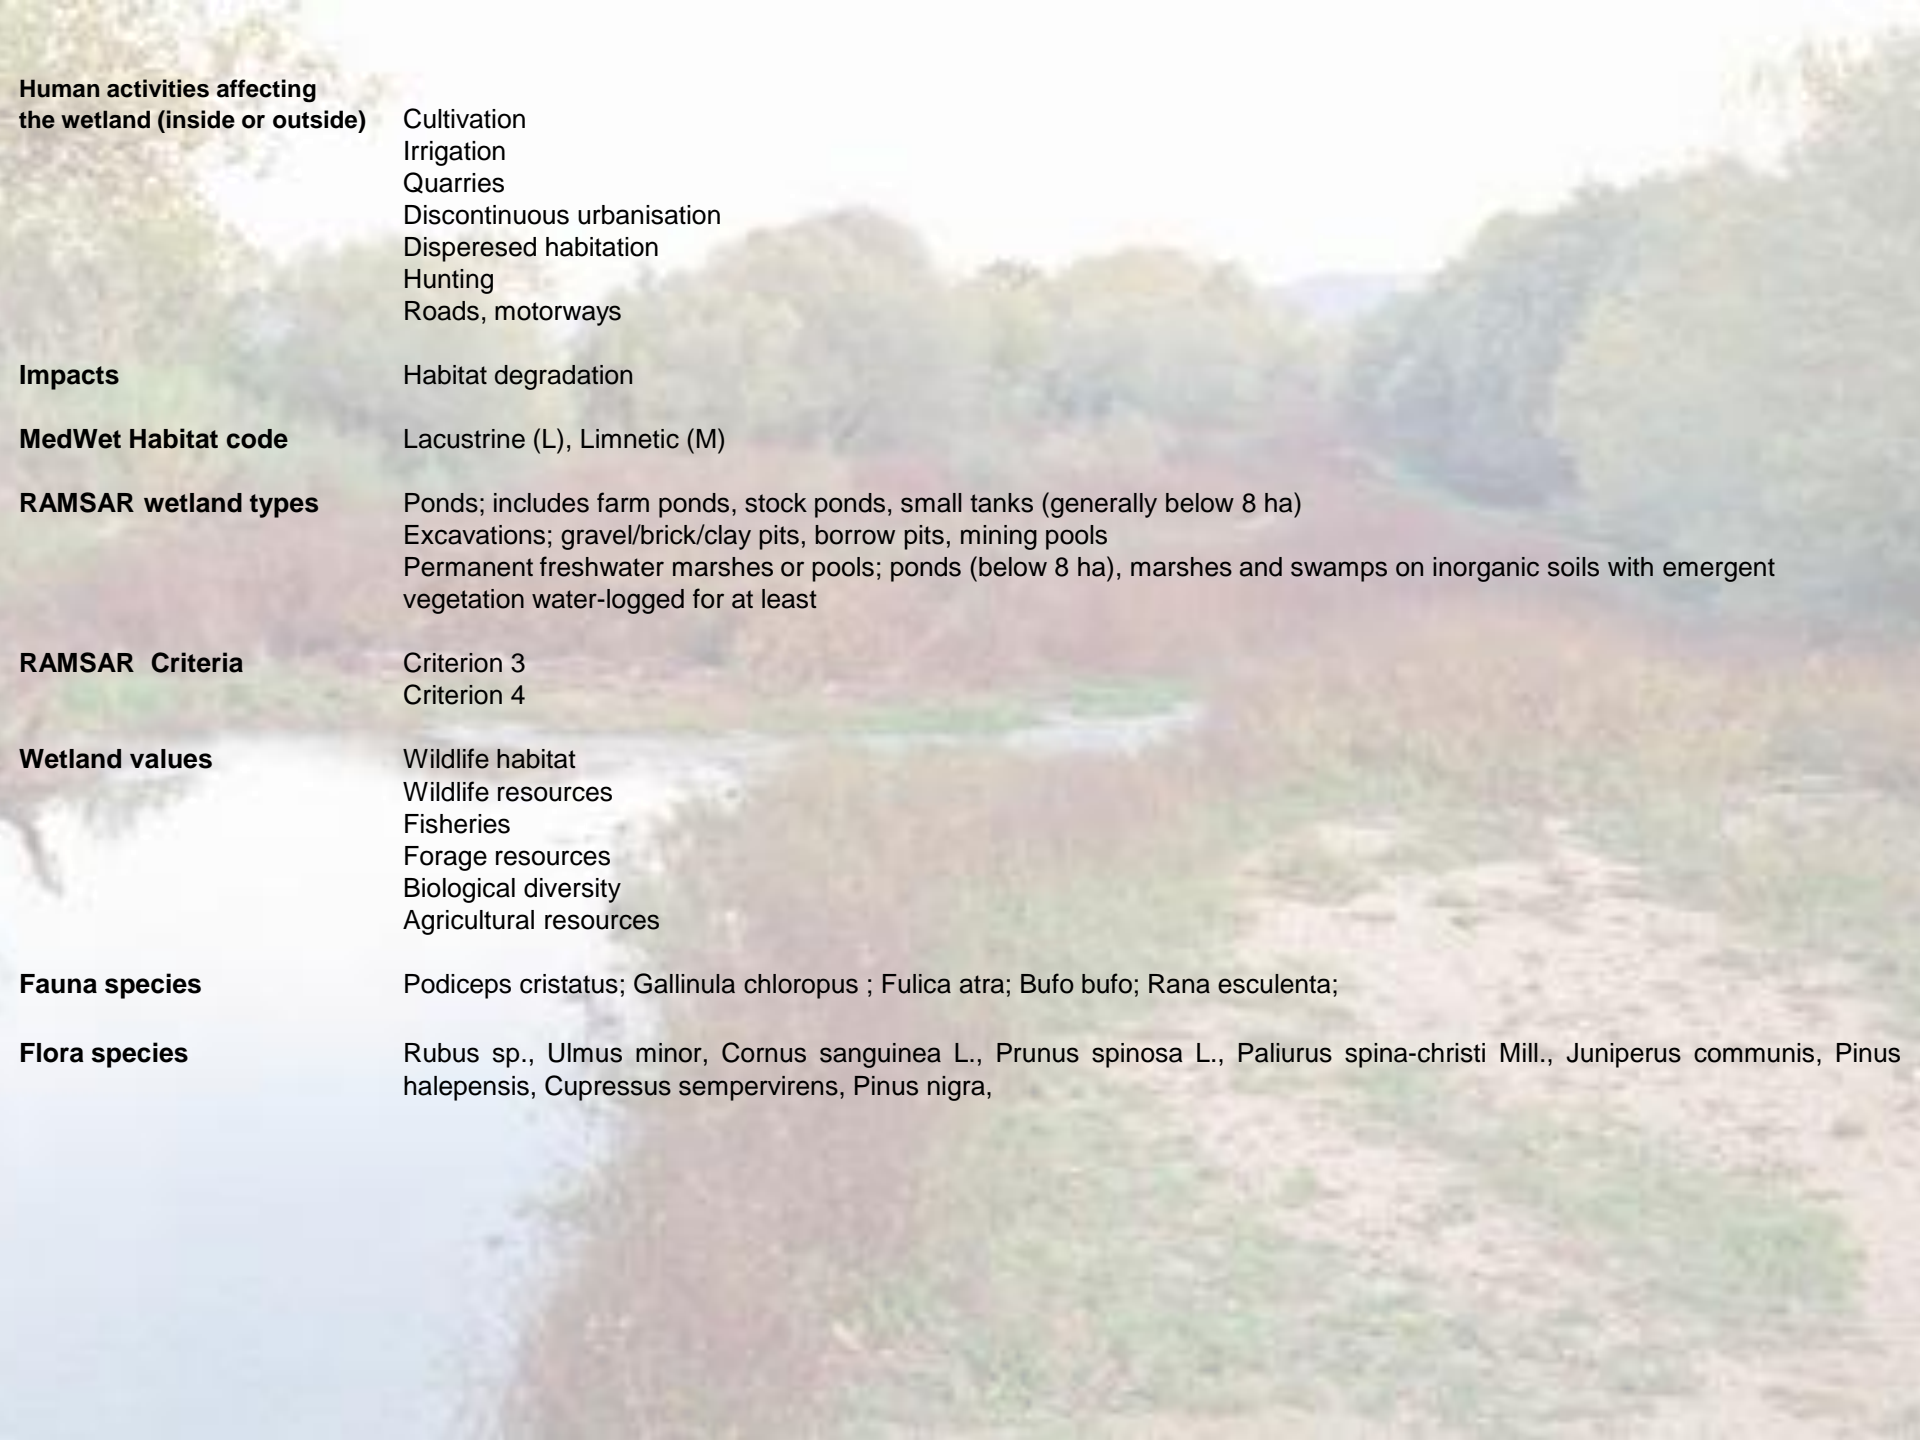 Human activities affecting
the wetland (inside or outside) Cultivation
Irrigation
Quarries
Discontinuous urbanisation
Disperesed habitation
Hunting
Roads, motorways
Impacts Habitat degradation
MedWet Habitat code Lacustrine (L), Limnetic (M)
RAMSAR wetland types Ponds; includes farm ponds, stock ponds, small tanks (generally below 8 ha)
Excavations; gravel/brick/clay pits, borrow pits, mining pools
Permanent freshwater marshes or pools; ponds (below 8 ha), marshes and swamps on inorganic soils with emergent
vegetation water-logged for at least
RAMSAR Criteria Criterion 3
Criterion 4
Wetland values Wildlife habitat
Wildlife resources
Fisheries
Forage resources
Biological diversity
Agricultural resources
Fauna species Podiceps cristatus; Gallinula chloropus ; Fulica atra; Bufo bufo; Rana esculenta;
Flora species Rubus sp., Ulmus minor, Cornus sanguinea L., Prunus spinosa L., Paliurus spina-christi Mill., Juniperus communis, Pinus
halepensis, Cupressus sempervirens, Pinus nigra,